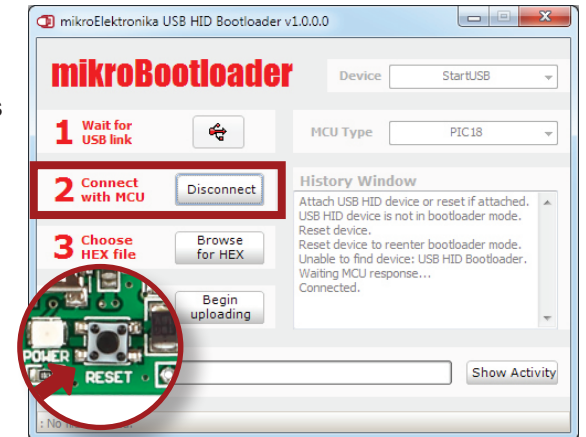 mikroElektronika USB HID Bootloader v1.0.0.0
mikroBootloader
Device
StartUSB
1 Wait for
USB link
MCU Type
PIC18
2 Connect
with MCU
Disconnect
History Window
Attach USB HID device or reset if attached.
USB HID device is not in bootloader mode.
Reset device.
Reset device to reenter bootloader mode.
Unable to find device: USB HID Bootloader.
Waiting MCU response...
Connected.
3 Choose
HEX file
Browse
for HEX
Begin
uploading
POWER
RESET
Show Activity
: No
s